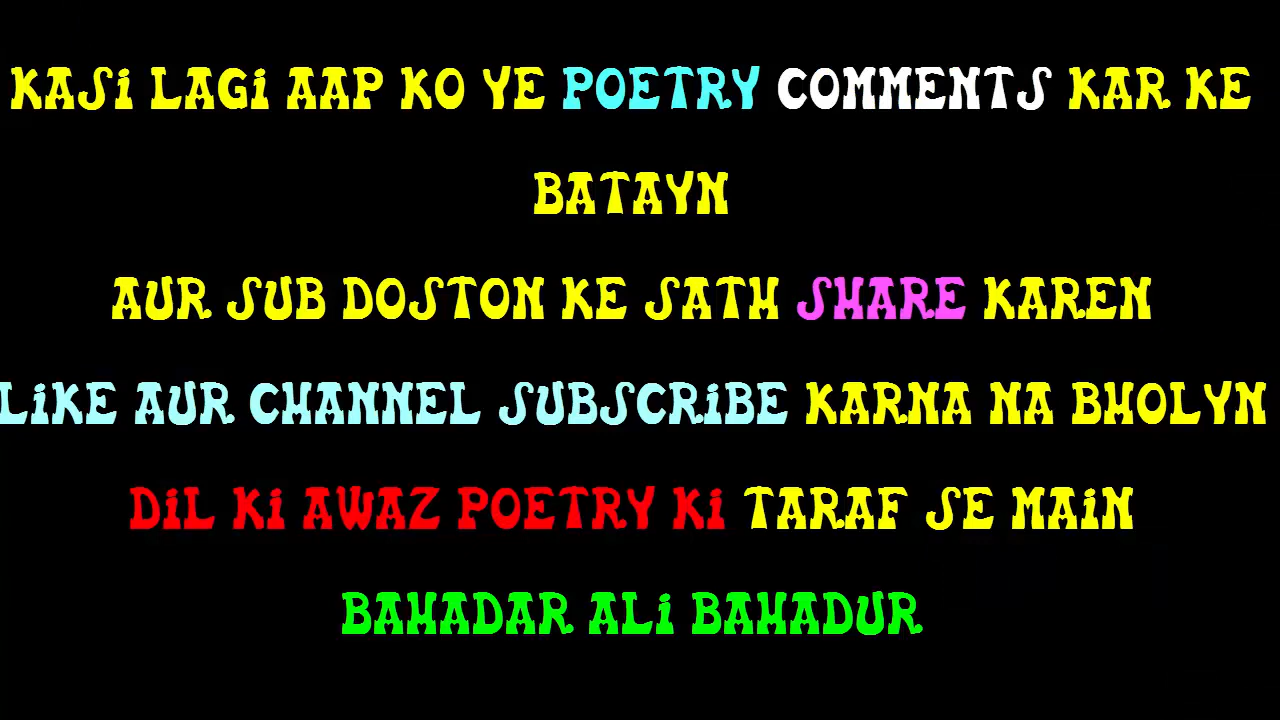 KASi LAGi AAP KO YE POETRY COMMENTS KAR KE
BATAYN
AUR SUB DOSTON KE SATH SHARE KAREN
LiKE AUR CHANNEL SUBSCRiBE KARNA NA BHOLYN
DiL Ki AWAZ POETRY Ki TARAF SE MAiN
BAHADAR ALi BAHADUR